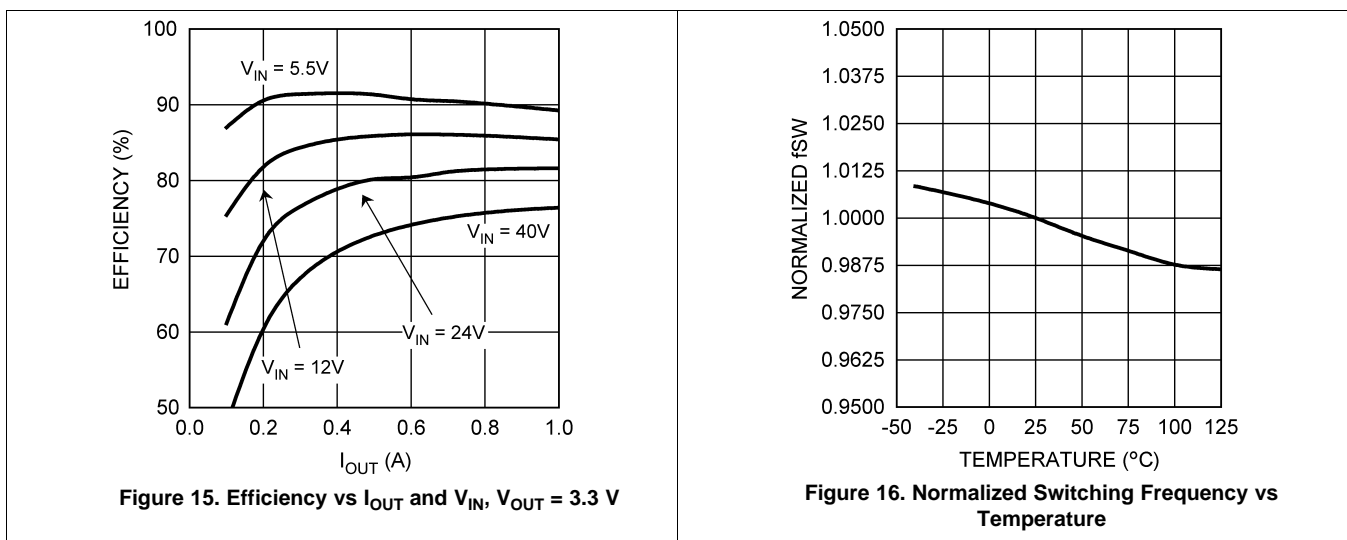 100
90
80
70
60
50
EFFICIENCY (%)
V_IN = 5.5V
V_IN = 40V
V_IN = 24V
V_IN = 12V
0.0 0.2 0.4 0.6 0.8 1.0
I_OUT (A)
Figure 15. Efficiency vs I_OUT and V_IN, V_OUT = 3.3 V
1.0500
1.0375
1.0250
1.0125
1.0000
0.9875
0.9750
0.9625
0.9500
NORMALIZED fSW
-50 -25 0 25 50 75 100 125
TEMPERATURE (°C)
Figure 16. Normalized Switching Frequency vs
Temperature